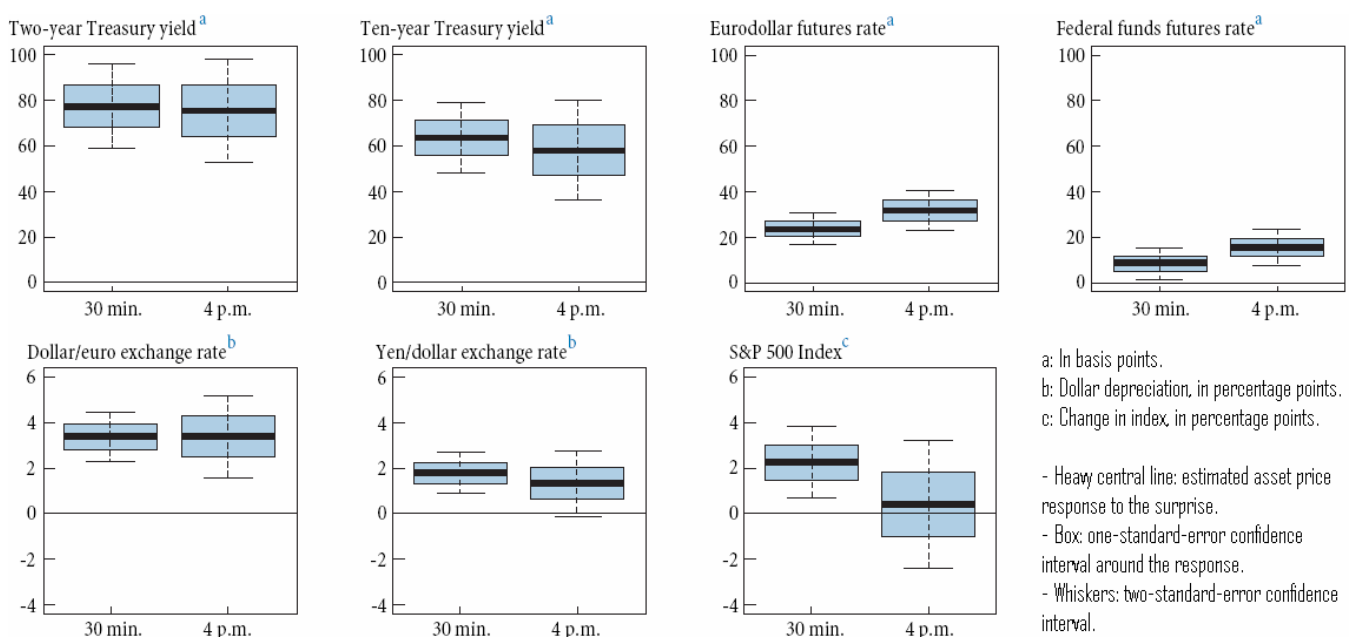 Two-year Treasury yield a
100
80
60
40
20
0
30 min. 4 p.m.
Ten-year Treasury yield a
100
80
60
40
20
0
30 min. 4 p.m.
Eurodollar futures rate a
100
80
60
40
20
0
30 min. 4 p.m.
Federal funds futures rate a
100
80
60
40
20
0
30 min. 4 p.m.
Dollar/euro exchange rate b
6
4
2
0
-2
-4
30 min. 4 p.m.
Yen/dollar exchange rate b
6
4
2
0
-2
-4
30 min. 4 p.m.
S&P 500 Index c
6
4
2
0
-2
-4
30 min. 4 p.m.
a: In basis points.
b: Dollar depreciation, in percentage points.
c: Change in index, in percentage points.
- Heavy central line: estimated asset price
response to the surprise.
- Box: one-standard-error confidence
interval around the response.
- Whiskers: two-standard-error confidence
interval.